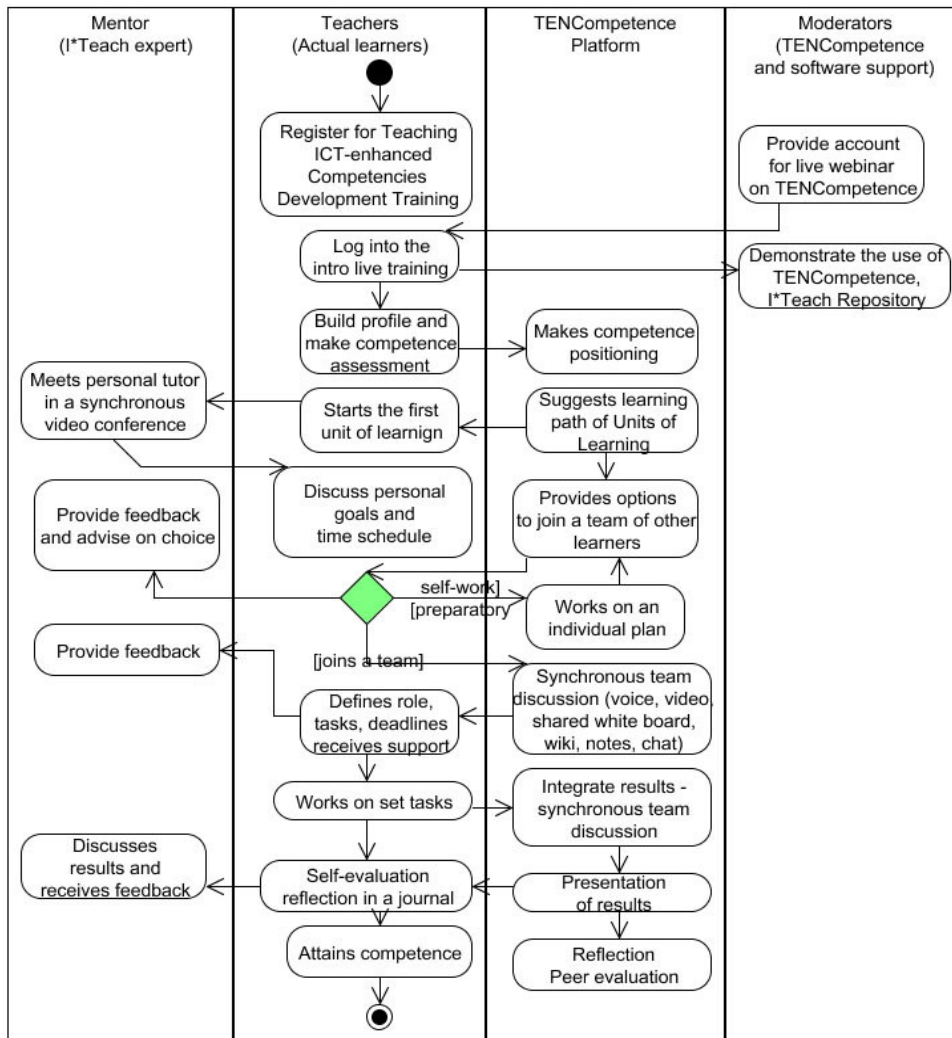 Mentor
(I*Teach expert)
Teachers
(Actual learners)
TENCompetence
Platform
Moderators
(TENCompetence
and software support)
Register for Teaching
ICT-enhanced
Competencies
Development Training
Provide account
for live webinar
on TENCompetence
Log into the
intro live training
Demonstrate the use of
TENCompetence,
I*Teach Repository
Build profile and
make competence
assessment
Makes competence
positioning
Meets personal tutor
in a synchronous
video conference
Starts the first
unit of learnign
Suggests learning
path of Units of
Learning
Provide feedback
and advise on choice
Discuss personal
goals and
time schedule
Provides options
to join a team of other
learners
self-work]
[preparatory
Works on an
individual plan
Provide feedback
[joins a team]
Synchronous team
discussion (voice, video,
shared white board,
wiki, notes, chat)
Defines role,
tasks, deadlines
receives support
Works on set tasks
Integrate results -
synchronous team
discussion
Discusses
results and
receives feedback
Self-evaluation
reflection in a journal
Presentation
of results
Attains competence
Reflection
Peer evaluation